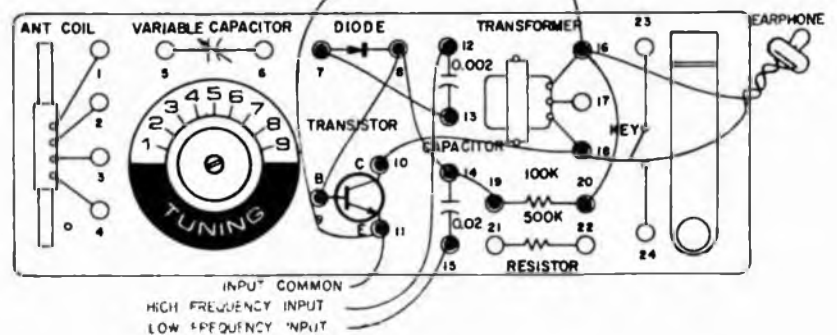 ANT COIL VARIABLE CAPACITOR DIODE TRANSFORMER 23 EARPHONE
1 5 6 7 8 12 16
0.002
2 3 4 5 6 7 8 9 1
2 13 17
TRANSISTOR KEY
CAPACITOR 18
C 10
3 14 100K
B 19 20
TUNING 500K
4 E 11 0.02 21 22 24
15 RESISTOR
INPUT COMMON
HIGH FREQUENCY INPUT
LOW FREQUENCY INPUT